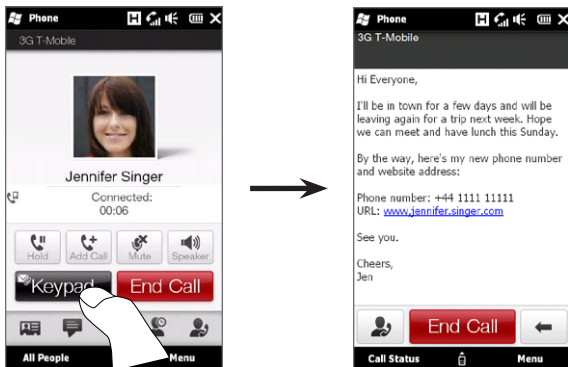 Phone
3G T-Mobile
Jennifer Singer
Connected:
00:06
Hold
Add Call
Mute
Speaker
Keypad
End Call
All People
Menu
Phone
3G T-Mobile
Hi Everyone,
I'll be in town for a few days and will be
leaving again for a trip next week. Hope
we can meet and have lunch this Sunday.
By the way, here's my new phone number
and website address:
Phone number: +44 1111 11111
URL: www.jennifer.singer.com
See you.
Cheers,
Jen
End Call
Call Status
Menu